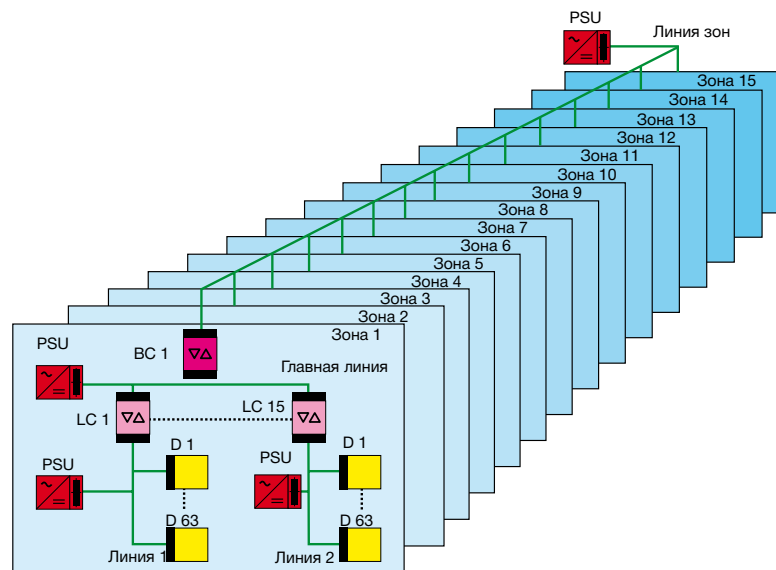 PSU
Линия зон
Зона 15
Зона 14
Зона 13
Зона 12
Зона 11
Зона 10
Зона 9
Зона 8
Зона 7
Зона 6
Зона 5
Зона 4
Зона 3
Зона 2
Зона 1
PSU
BC 1
Главная линия
LC 1
LC 15
D 1
D 1
PSU
PSU
D 63
D 63
Линия 1
Линия 2